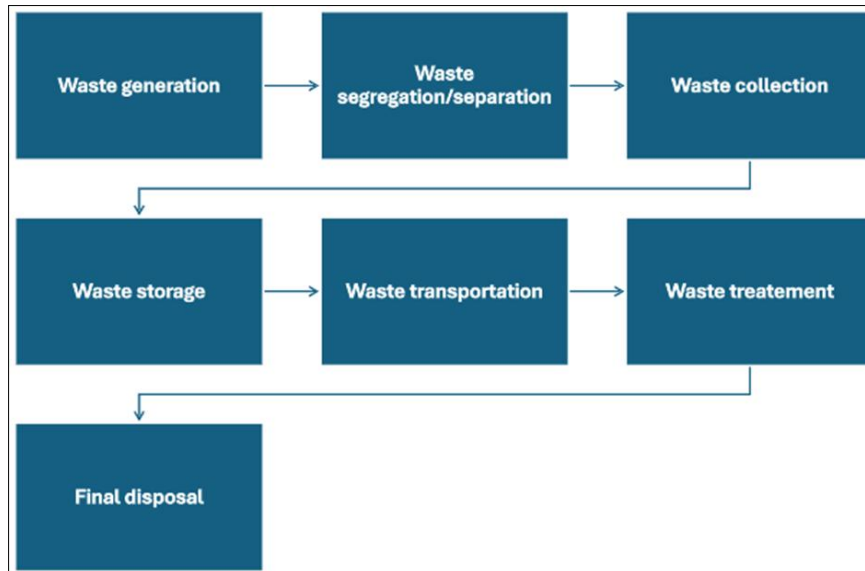 Waste generation
Waste
segregation/separation
Waste collection
Waste storage
Waste transportation
Waste treatement
Final disposal